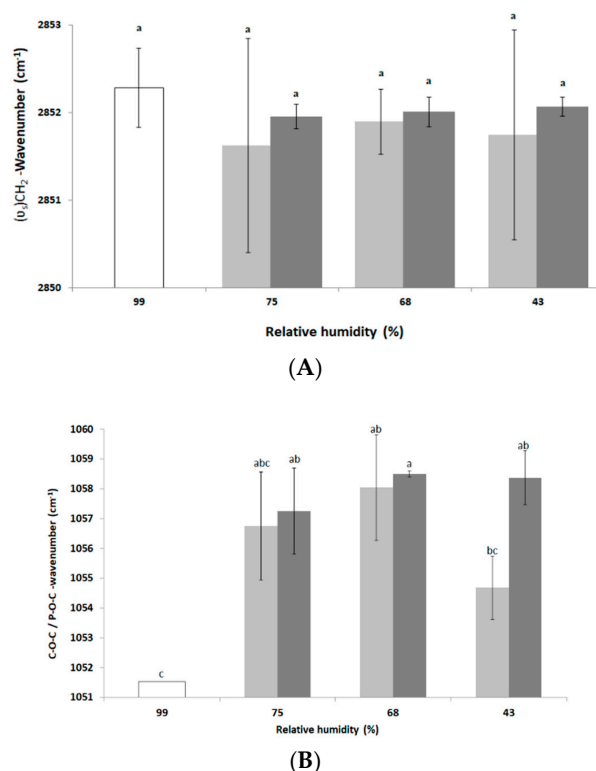 2853
2852
2851
2850
(υs)CH2 -Wavenumber (cm-1)
a a a a a a a
99 75 68 43
Relative humidity (%)
(A)
1060
1059
1058
1057
1056
1055
1054
1053
1052
1051
C-O-C / P-O-C -wavenumber (cm-1)
c abc ab ab a bc ab
99 75 68 43
Relative humidity (%)
(B)